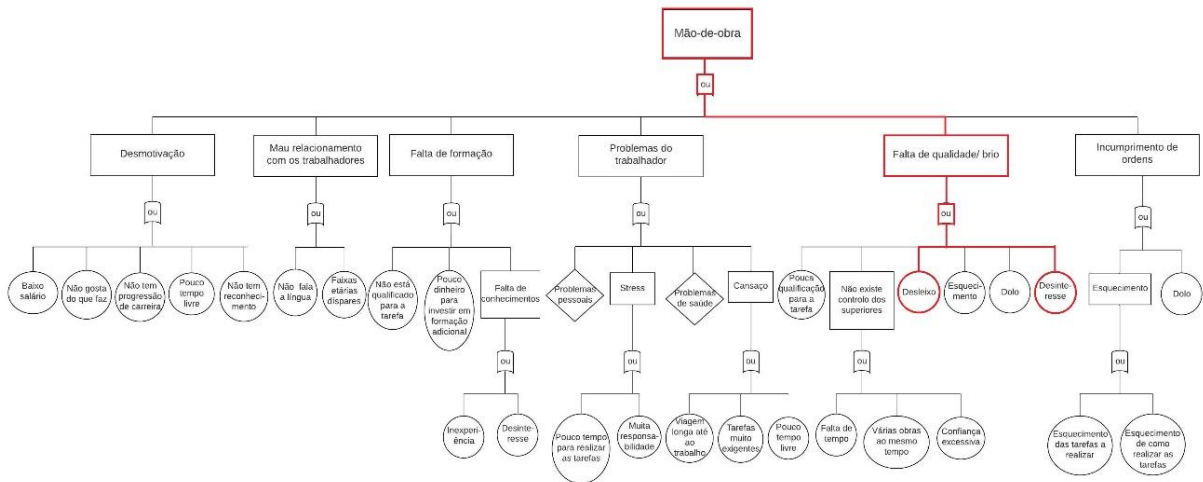 Mão-de-obra
ou
Desmotivação
Mau relacionamento
com os trabalhadores
Falta de formação
Problemas do
trabalhador
Falta de qualidade/ brio
Incumprimento de
ordens
ou
ou
ou
ou
ou
ou
Baixo
salário
Não gosta
do que faz
Não tem
progressão
de carreira
Pouco
tempo
livre
Não tem
reconheci-
mento
Não fala
a língua
Faixas
etárias
díspares
Não está
qualificado
para a
tarefa
Pouco
dinheiro
para
investir em
formação
adicional
Falta de
conhecimentos
Problemas
pessoais
Stress
Problemas
de saúde
Cansaço
Pouca
qualificação
para a
tarefa
Não existe
controlo dos
superiores
Desleixo
Esqueci-
mento
Dolo
Desinte-
resse
Esquecimento
Dolo
ou
ou
ou
ou
ou
Inexperi-
ência
Desinte-
resse
Pouco tempo
para realizar
as tarefas
Muita
responsa-
bilidade
Viagem
longa até
ao
trabalho
Tarefas
muito
exigentes
Pouco
tempo
livre
Falta de
tempo
Várias obras
ao mesmo
tempo
Confiança
excessiva
Esquecimento
das tarefas a
realizar
Esquecimento
de como
realizar as
tarefas